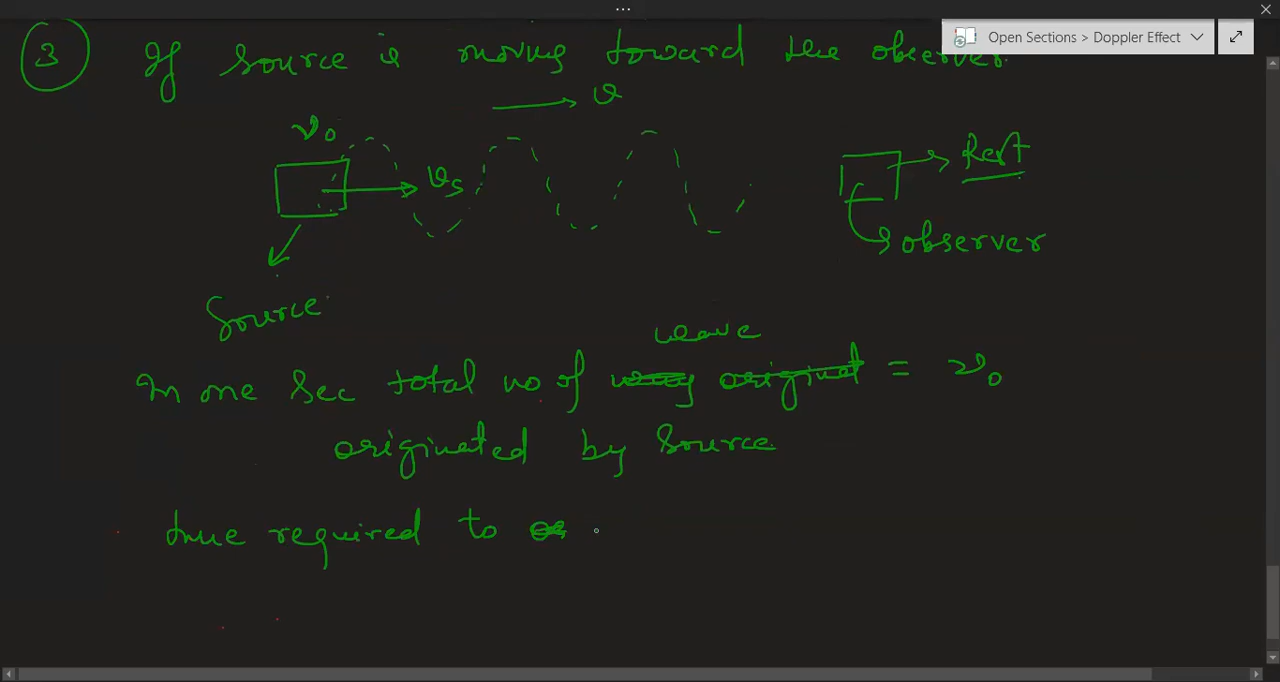 Open Sections > Doppler Effect
3 If source is moving toward the observer
v
ν₀
Rest
vs
observer
Source
weave
In one sec total no of = ν₀
originated by source
time required to